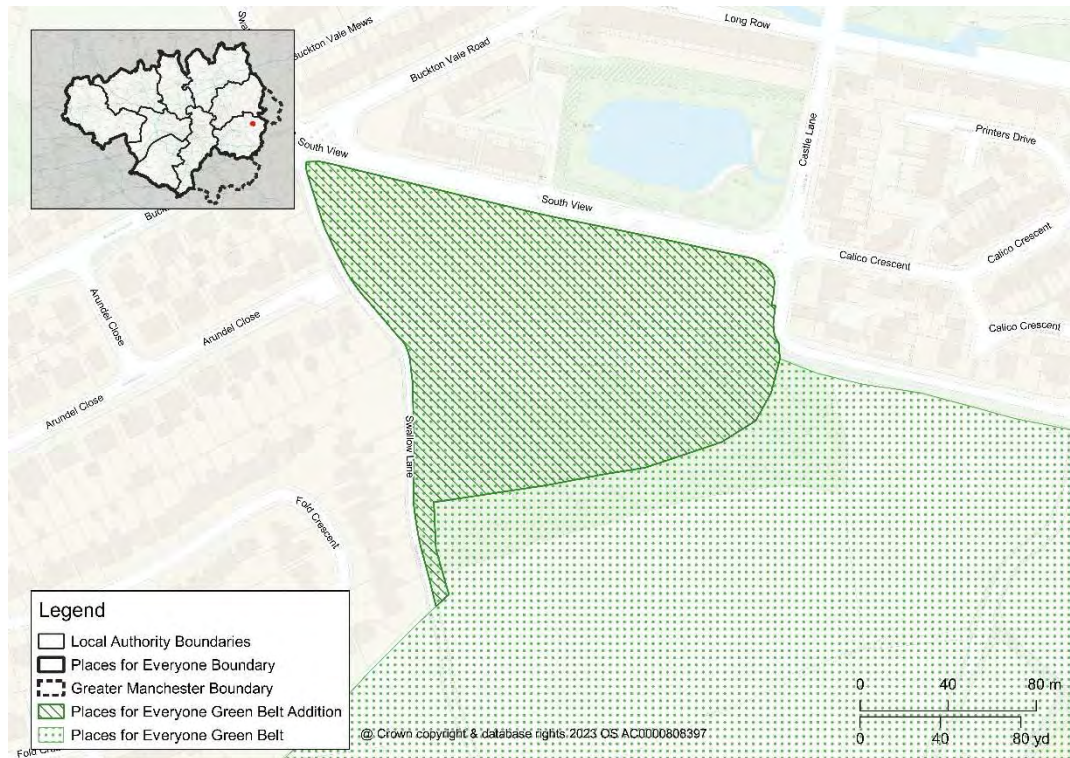 Long Row
Buckton Vale Mews
Buckton Vale Road
Castle Lane
Printers Drive
South View
South View
Calico Crescent
Calico Crescent
Calico Crescent
Arundel Close
Arundel Close
Arundel Close
Swallow Lane
Fold Crescent
Legend
Local Authority Boundaries
Places for Everyone Boundary
Greater Manchester Boundary
Places for Everyone Green Belt Addition
Places for Everyone Green Belt
@ Crown copyright & database rights 2023 OS AC0000808397
0 40 80 m
0 40 80 yd